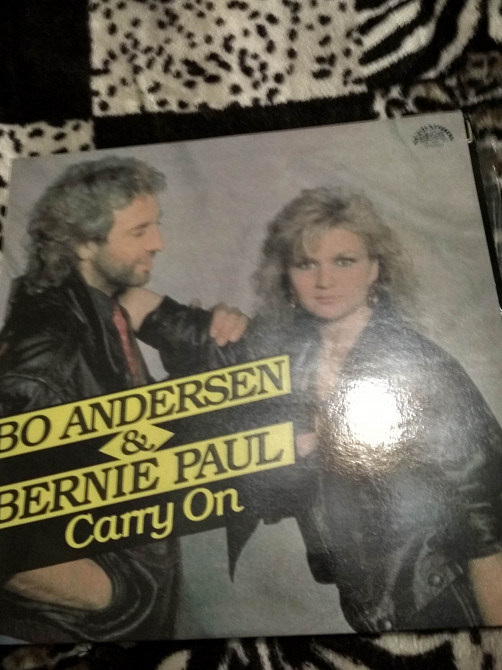 BO ANDERSEN
&
BERNIE PAUL
Carry On